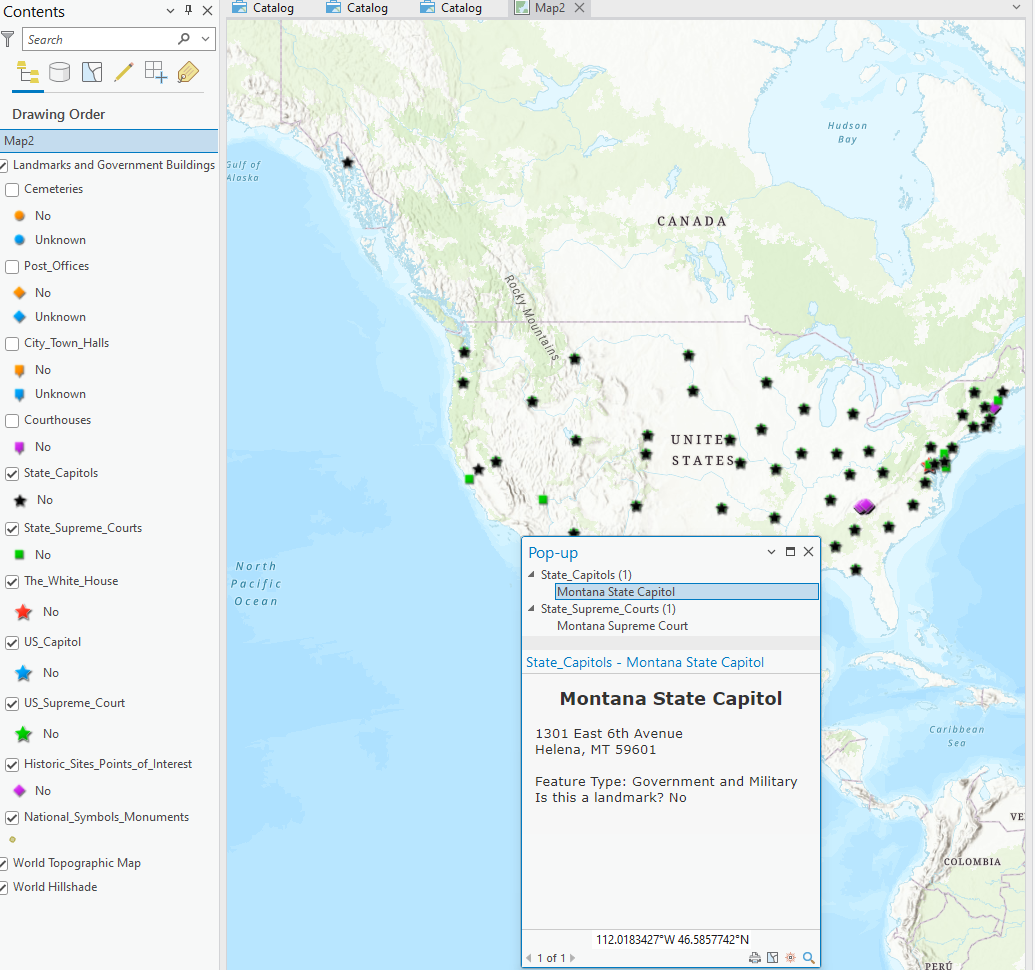 Contents
Search
Drawing Order
Map2
Landmarks and Government Buildings
Cemeteries
No
Unknown
Post_Offices
No
Unknown
City_Town_Halls
No
Unknown
Courthouses
No
State_Capitols
No
State_Supreme_Courts
No
The_White_House
No
US_Capitol
No
US_Supreme_Court
No
Historic_Sites_Points_of_Interest
No
National_Symbols_Monuments
World Topographic Map
World Hillshade
Catalog
Catalog
Catalog
Map2
Hudson
Bay
Gulf of
Alaska
CANADA
Rocky Mountains
UNITE
STATES
North
Pacific
Ocean
Caribbean
Sea
VE
COLOMBIA
PERÚ
Pop-up
State_Capitols (1)
Montana State Capitol
State_Supreme_Courts (1)
Montana Supreme Court
State_Capitols - Montana State Capitol
Montana State Capitol
1301 East 6th Avenue
Helena, MT 59601
Feature Type: Government and Military
Is this a landmark? No
112.0183427°W 46.5857742°N
1 of 1